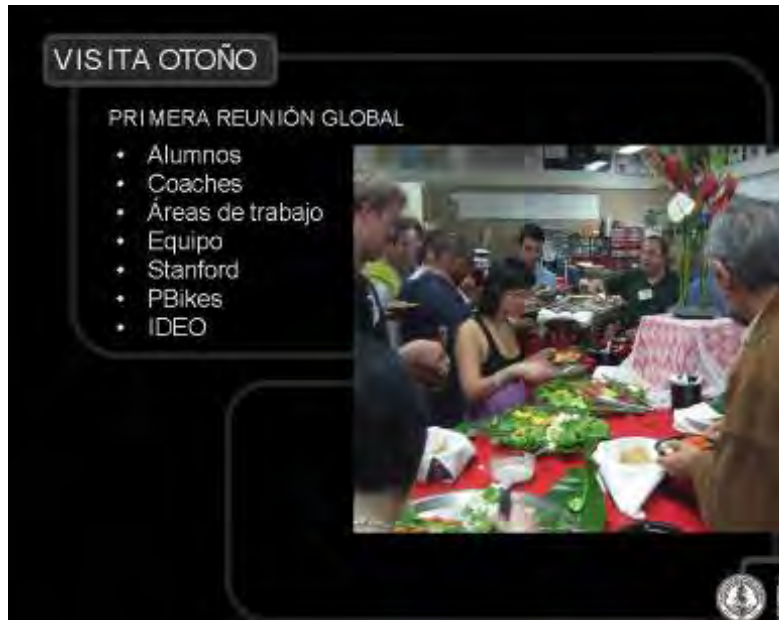 VISITA OTOÑO
PRIMERA REUNIÓN GLOBAL
• Alumnos
• Coaches
• Áreas de trabajo
• Equipo
• Stanford
• PBikes
• IDEO